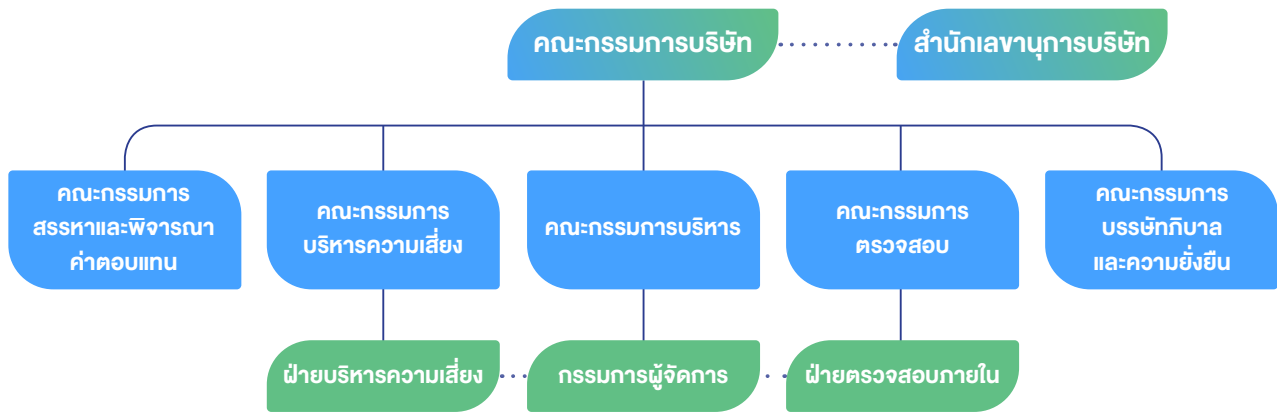 คณะกรรมการบริษัท
สำนักเลขานุการบริษัท
คณะกรรมการ
สรรหาและพิจารณา
ค่าตอบแทน
คณะกรรมการ
บริหารความเสี่ยง
คณะกรรมการบริหาร
คณะกรรมการ
ตรวจสอบ
คณะกรรมการ
บรรษัทภิบาล
และความยั่งยืน
ฝ่ายบริหารความเสี่ยง
กรรมการผู้จัดการ
ฝ่ายตรวจสอบภายใน